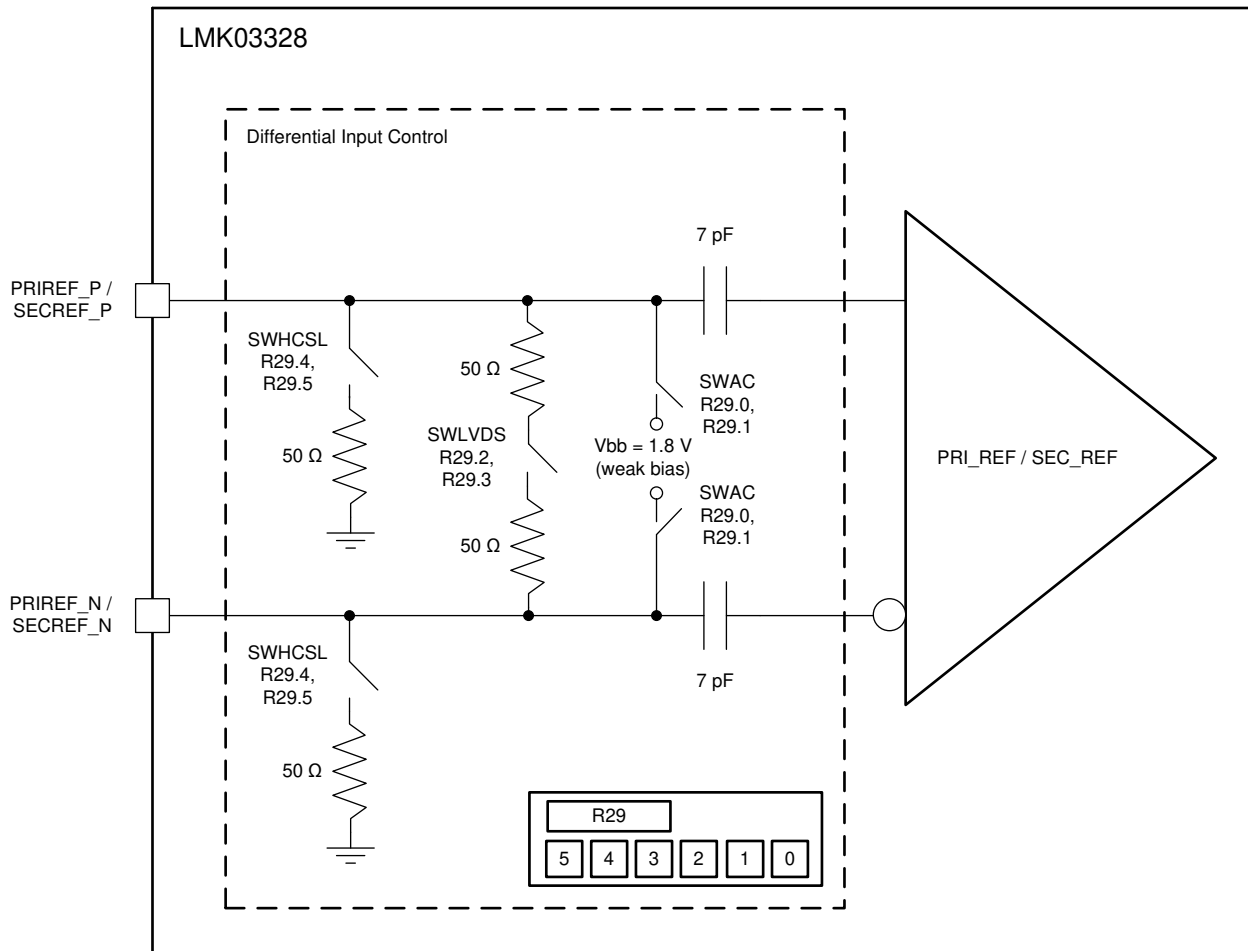 LMK03328
Differential Input Control
7 pF
PRIREF_P /
SECREF_P
SWHCSL
R29.4,
R29.5
50 Ω
50 Ω
SWLVDS
R29.2,
R29.3
50 Ω
SWAC
R29.0,
R29.1
Vbb = 1.8 V
(weak bias)
SWAC
R29.0,
R29.1
PRI_REF / SEC_REF
PRIREF_N /
SECREF_N
SWHCSL
R29.4,
R29.5
50 Ω
7 pF
R29
5 4 3 2 1 0